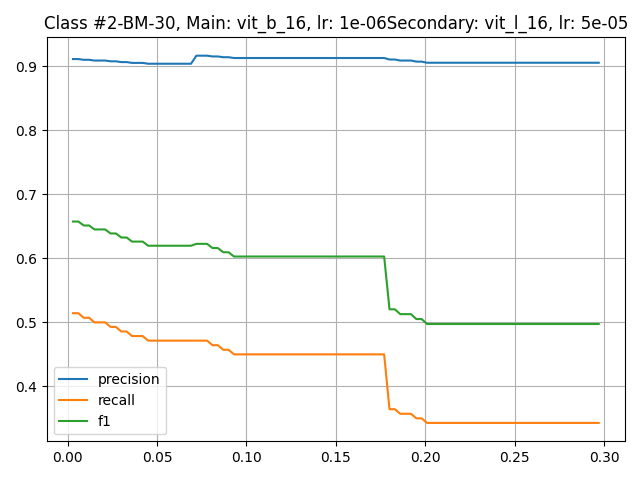 Class #2-BM-30, Main: vit_b_16, lr: 1e-06Secondary: vit_l_16, lr: 5e-05
0.9
0.8
0.7
0.6
0.5
0.4
precision
recall
f1
0.00 0.05 0.10 0.15 0.20 0.25 0.30